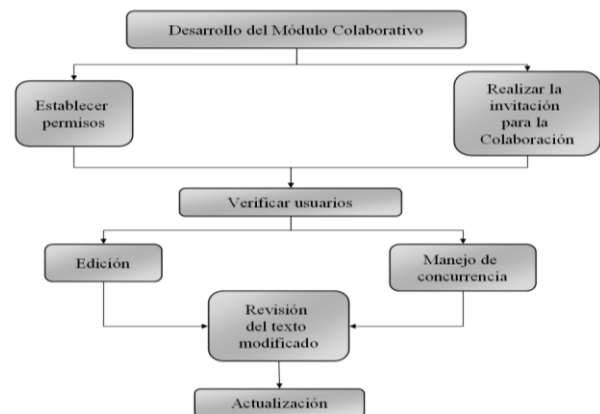 Desarrollo del Módulo Colaborativo
Establecer
permisos
Realizar la
invitación
para la
Colaboración
Verificar usuarios
Edición
Manejo de
concurrencia
Revisión
del texto
modificado
Actualización